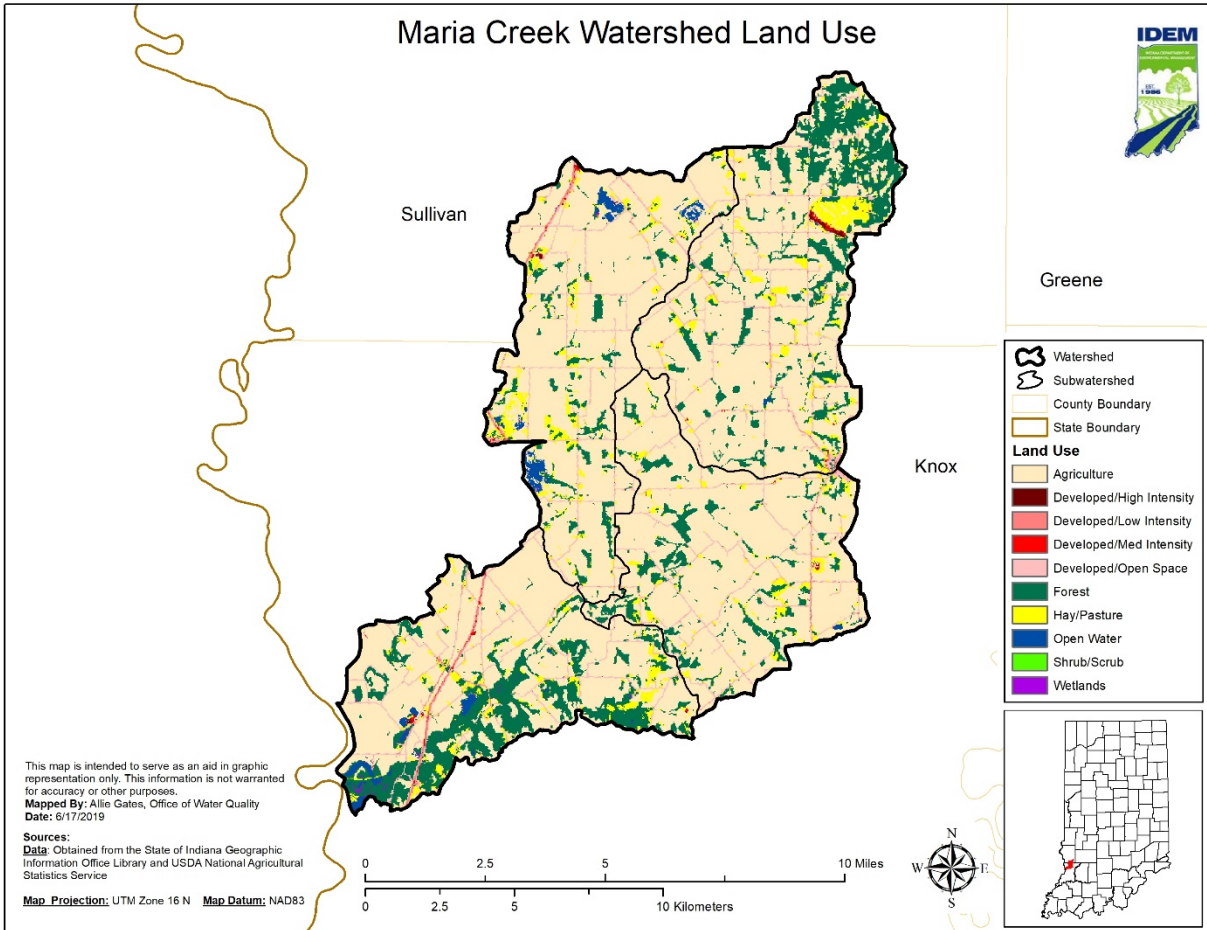 Maria Creek Watershed Land Use
IDEM
EST.
1986
Sullivan
Greene
Knox
Watershed
Subwatershed
County Boundary
State Boundary
Land Use
Agriculture
Developed/High Intensity
Developed/Low Intensity
Developed/Med Intensity
Developed/Open Space
Forest
Hay/Pasture
Open Water
Shrub/Scrub
Wetlands
This map is intended to serve as an aid in graphic
representation only. This information is not warranted
for accuracy or other purposes.
Mapped By: Allie Gates, Office of Water Quality
Date: 6/17/2019
Sources:
Data: Obtained from the State of Indiana Geographic
Information Office Library and USDA National Agricultural
Statistics Service
Map Projection: UTM Zone 16 N Map Datum: NAD83
0 2.5 5 10 Miles
0 2.5 5 10 Kilometers
N
W E
S